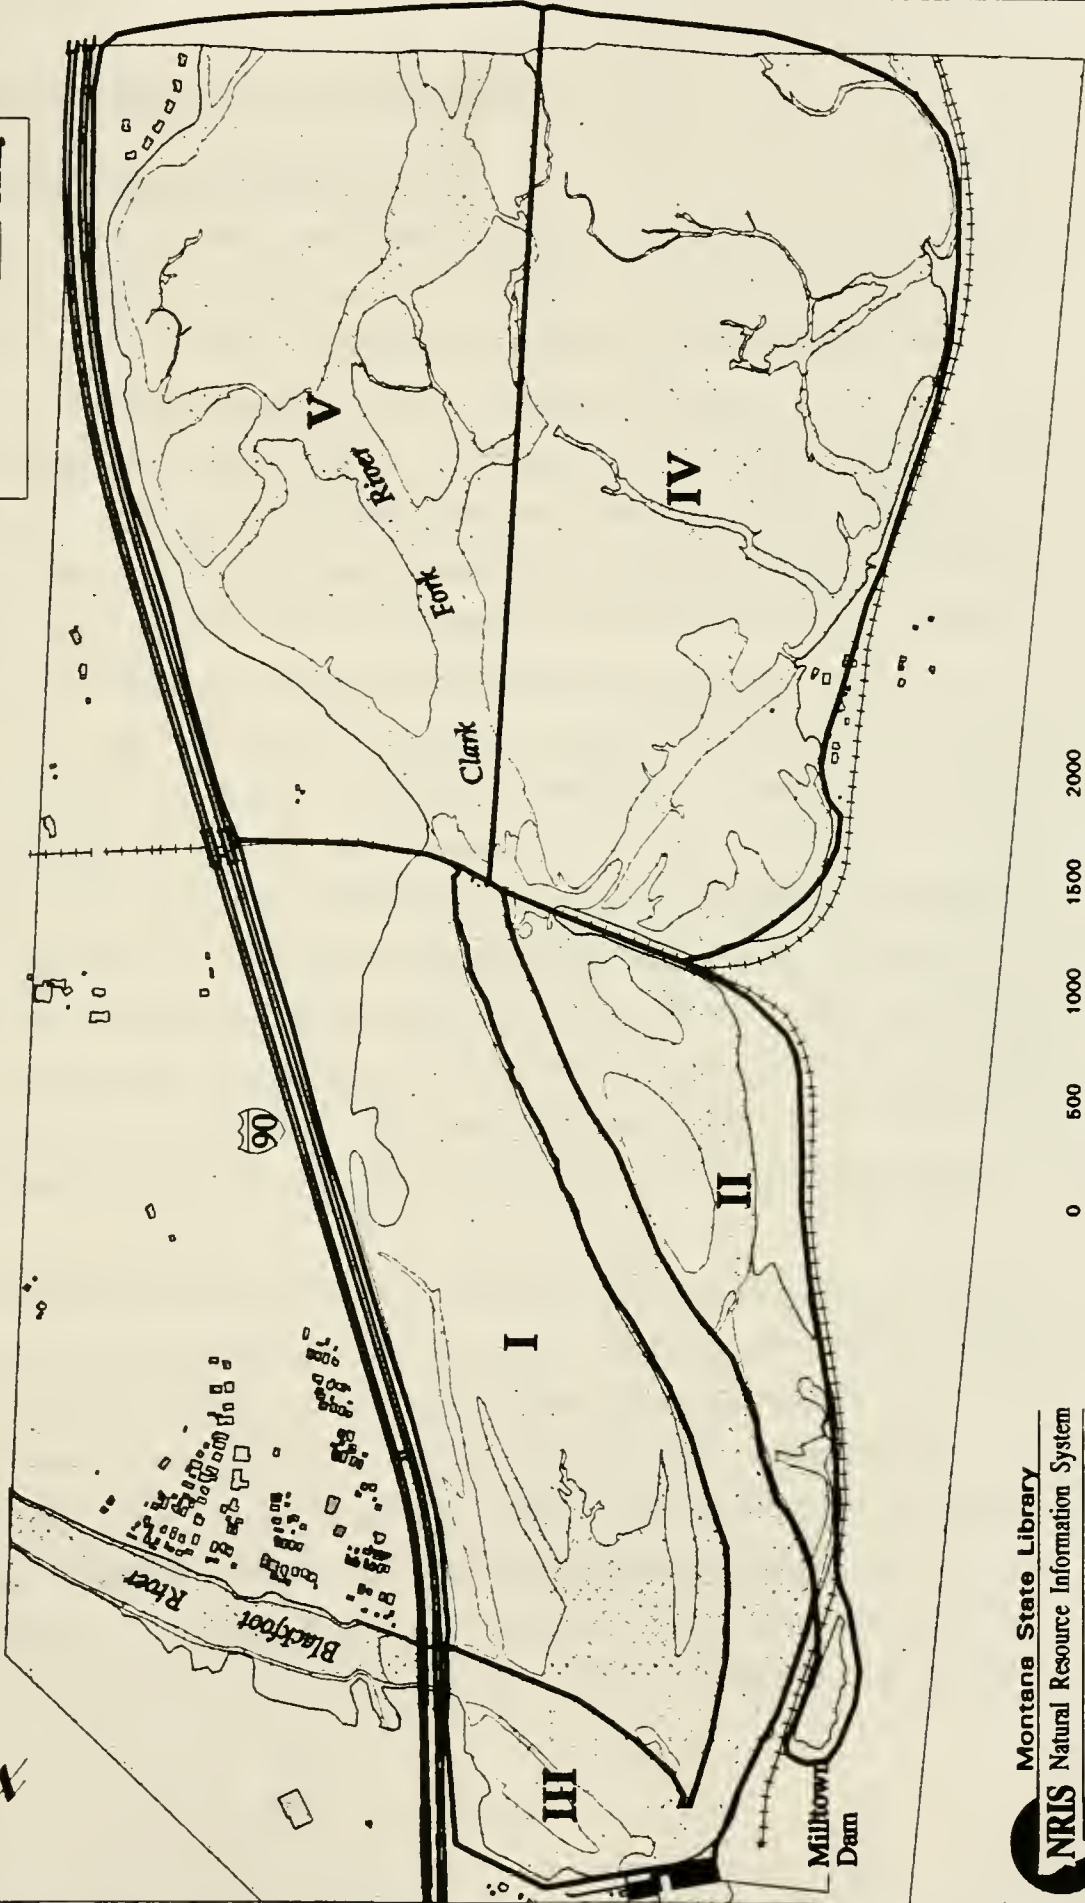 V
River
Fork
Clark
IV
90
I
II
III
Blackfoot
River
Milltown
Dam
0 500 1000 1500 2000
Montana State Library
NRIS Natural Resource Information System